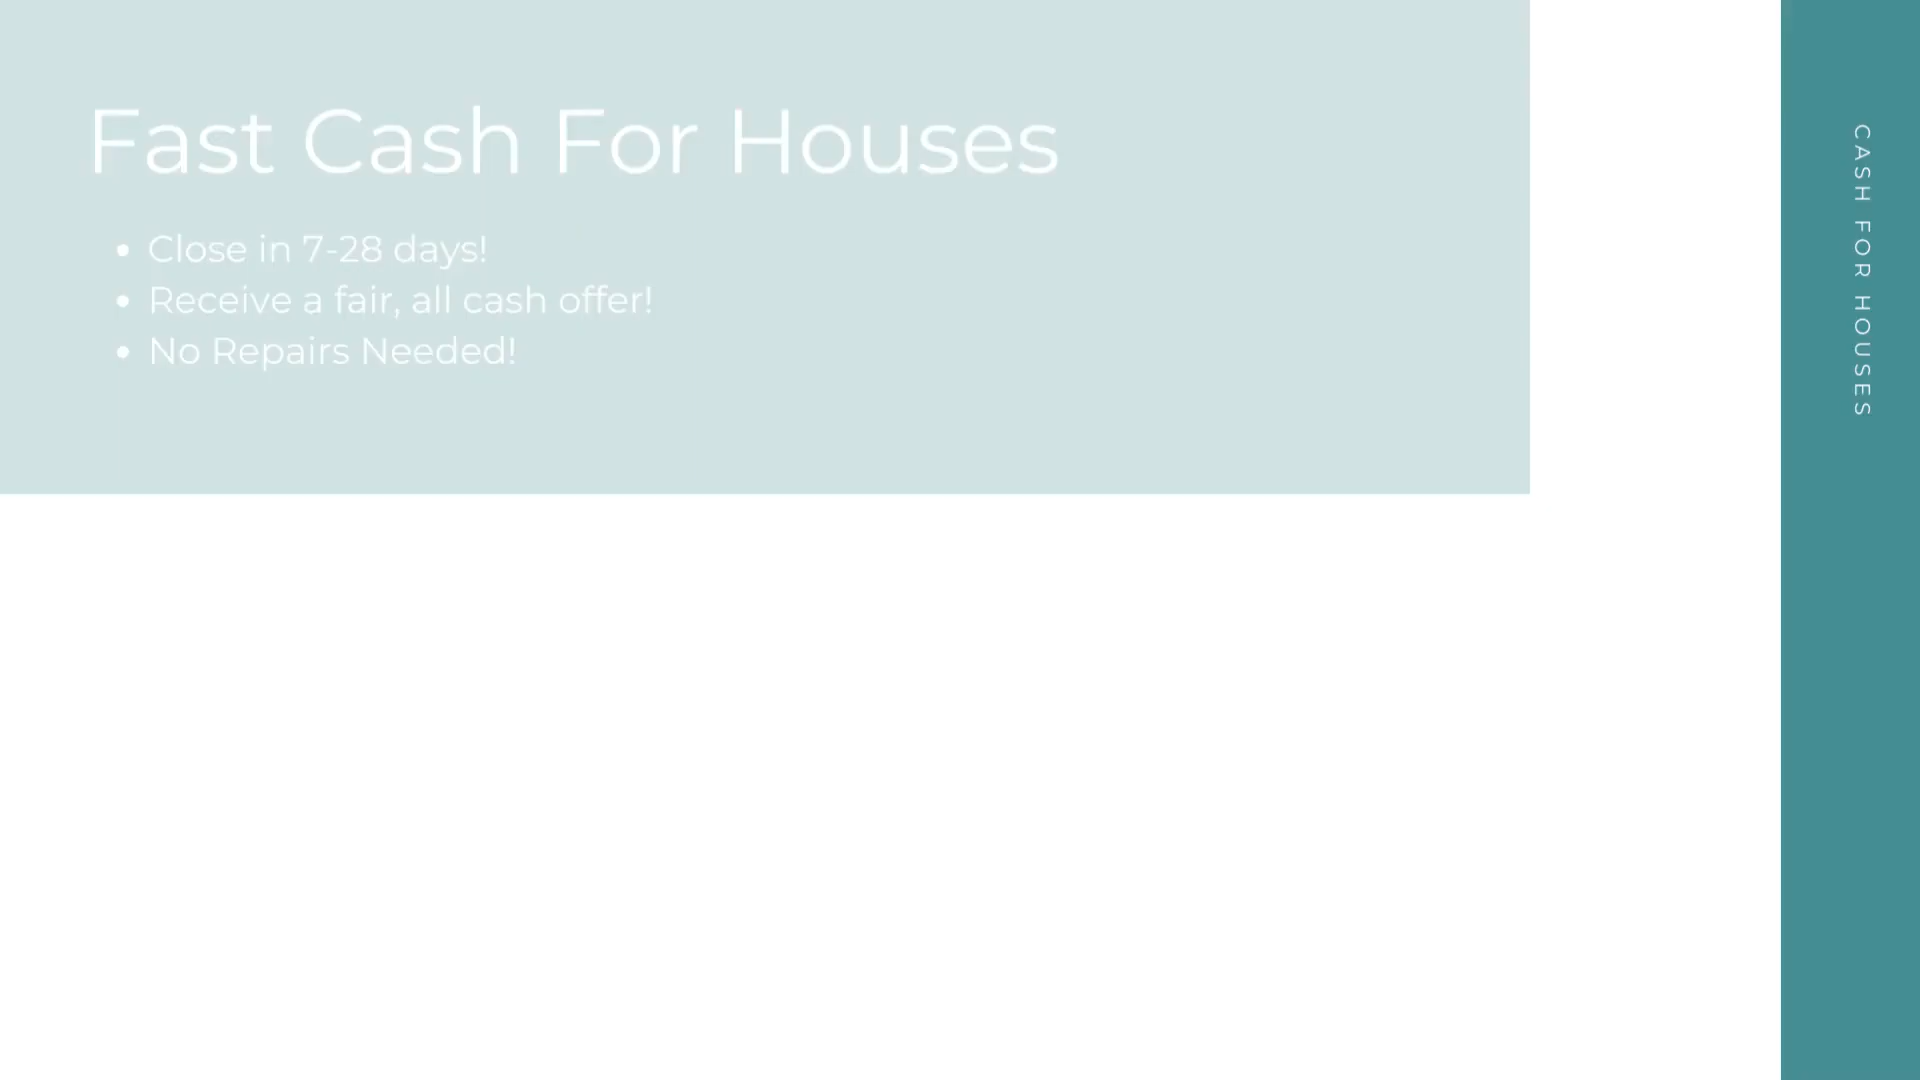 Fast Cash For Houses
• Close in 7-28 days!
• Receive a fair, all cash offer!
• No Repairs Needed!
CASH FOR HOUSES